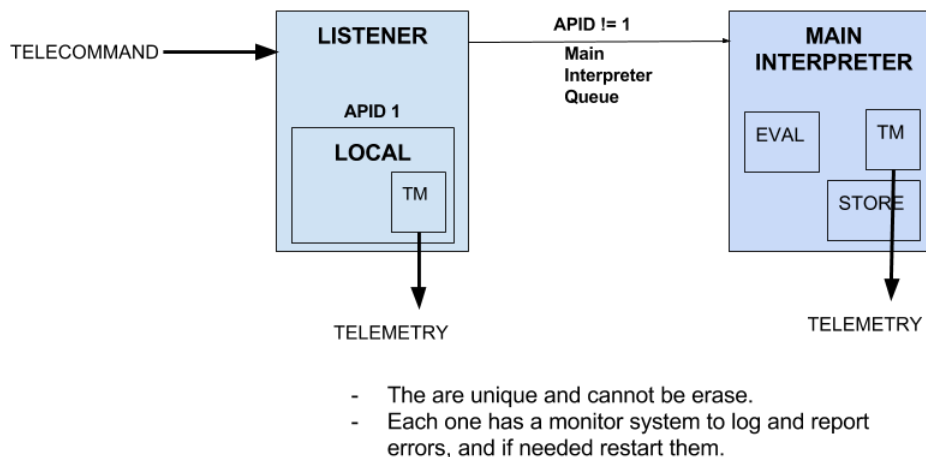 TELECOMMAND
LISTENER
APID 1
LOCAL
TM
TELEMETRY
APID != 1
Main
Interpreter
Queue
MAIN
INTERPRETER
EVAL
TM
STORE
TELEMETRY
- The are unique and cannot be erase.
- Each one has a monitor system to log and report
errors, and if needed restart them.